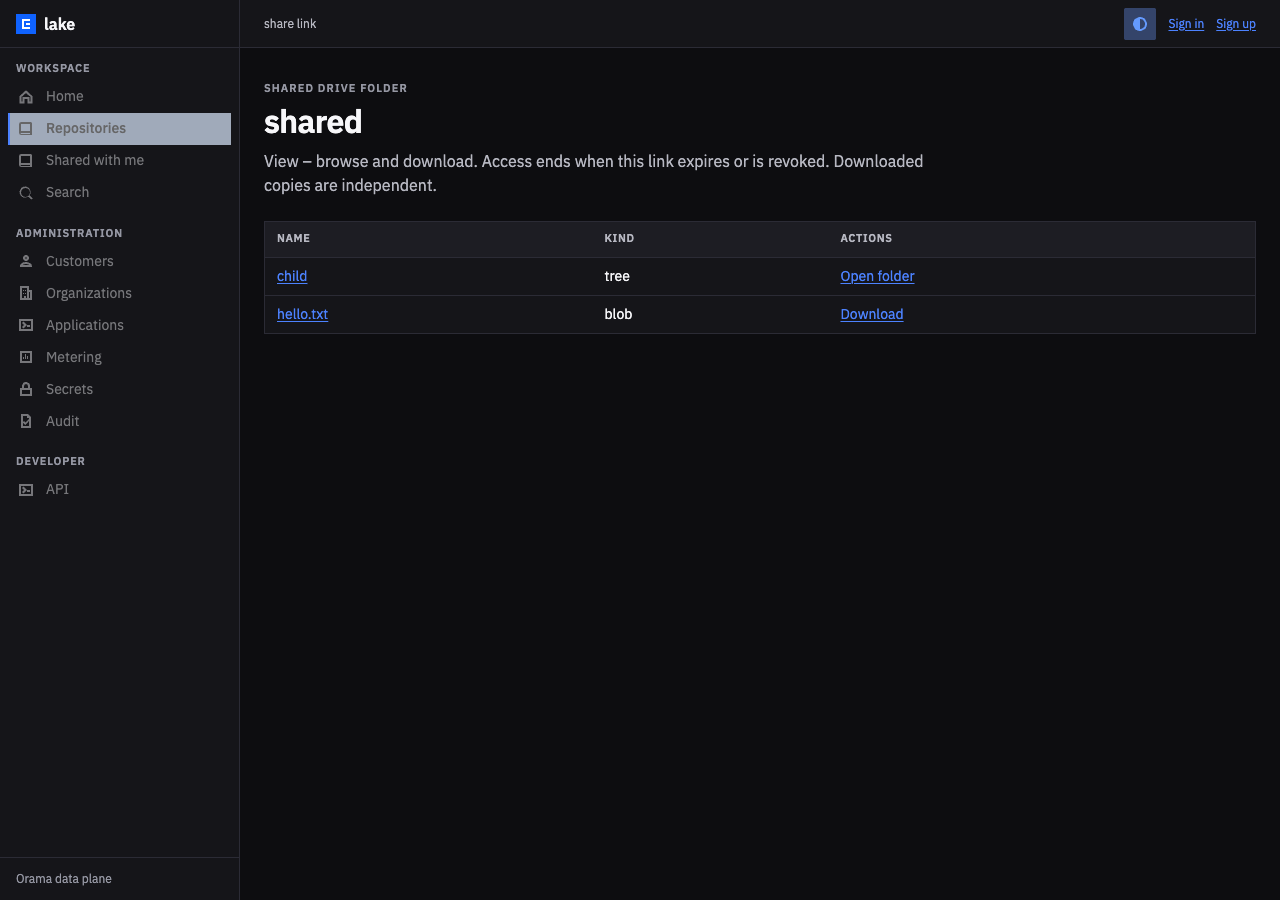 lake
share link
Sign in
Sign up
WORKSPACE
Home
Repositories
Shared with me
Search
ADMINISTRATION
Customers
Organizations
Applications
Metering
Secrets
Audit
DEVELOPER
API
Orama data plane
SHARED DRIVE FOLDER
shared
View – browse and download. Access ends when this link expires or is revoked. Downloaded
copies are independent.
NAME KIND ACTIONS
child tree Open folder
hello.txt blob Download